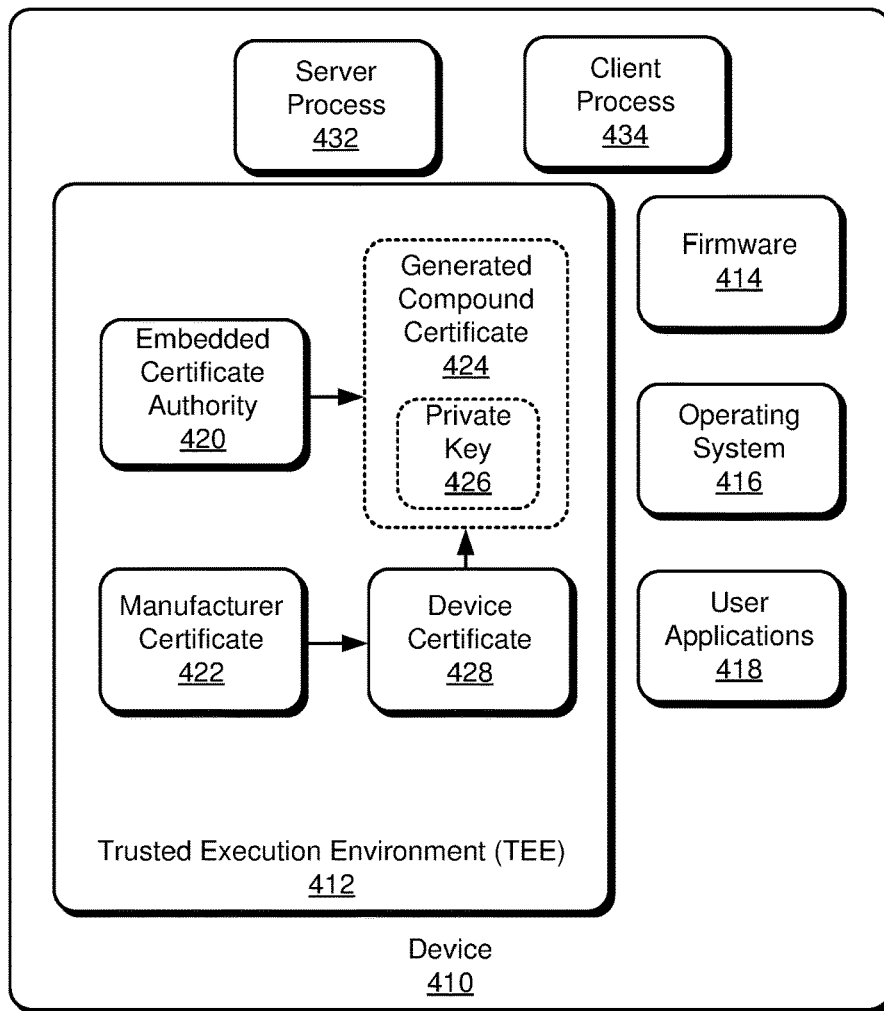 Server
Process
432
Client
Process
434
Firmware
414
Generated
Compound
Certificate
424
Embedded
Certificate
Authority
420
Private
Key
426
Operating
System
416
Manufacturer
Certificate
422
Device
Certificate
428
User
Applications
418
Trusted Execution Environment (TEE)
412
Device
410